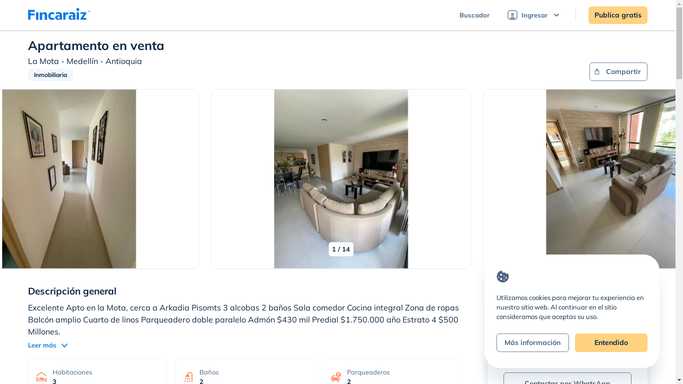 Fincaraiz
Buscador
Ingresar
Publica gratis
Apartamento en venta
La Mota - Medellín - Antioquia
Inmobiliaria
Compartir
1 / 14
Descripción general
Excelente Apto en la Mota, cerca a Arkadia Pisomts 3 alcobas 2 baños Sala comedor Cocina integral Zona de ropas
Balcón amplio Cuarto de linos Parqueadero doble paralelo Admón $430 mil Predial $1.750.000 año Estrato 4 $500
Millones.
Leer más
Habitaciones
3
Baños
2
Parqueaderos
2
Utilizamos cookies para mejorar tu experiencia en
nuestro sitio web. Al continuar en el sitio
consideramos que aceptas su uso.
Más información
Entendido
Contactar por WhatsApp